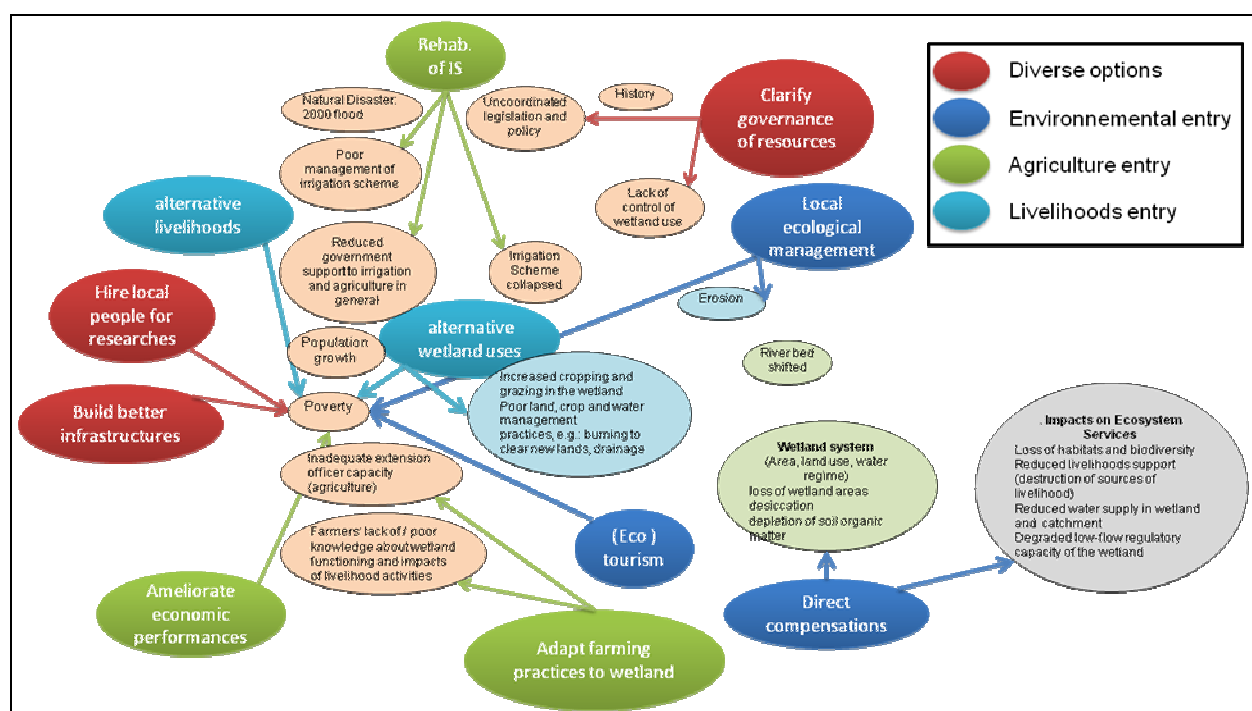 Rehab.
of IS
Natural Disaster:
2000 flood
Uncoordinated
legislation and
policy
History
Clarify
governance
of resources
Diverse options
Environnemental entry
Agriculture entry
Livelihoods entry
Poor
management of
irrigation scheme
alternative
livelihoods
Lack of
control of
wetland use
Local
ecological
management
Reduced
government
support to irrigation
and agriculture in
general
Irrigation
Scheme
collapsed
Erosion
Hire local
people for
researches
Population
growth
alternative
wetland uses
River bed
shifted
Build better
infrastructures
Poverty
Increased cropping and
grazing in the wetland
Poor land, crop and water
management
practices, e.g.: burning to
clear new lands, drainage
Inadequate extension
officer capacity
(agriculture)
Wetland system
(Area, land use, water
regime)
loss of wetland areas
desiccation
depletion of soil organic
matter
. Impacts on Ecosystem
Services
Loss of habitats and biodiversity
Reduced livelihoods support
(destruction of sources of
livelihood)
Reduced water supply in wetland
and catchment
Degraded low-flow regulatory
capacity of the wetland
Farmers' lack of / poor
knowledge about wetland
functioning and impacts
of livelihood activities
(Eco )
tourism
Ameliorate
economic
performances
Adapt farming
practices to wetland
Direct
compensations